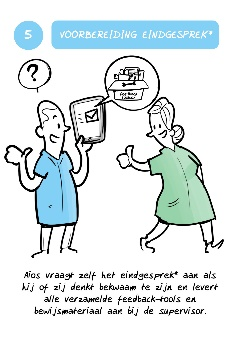 5
VOORBEREIDING EINDGESPREK*
?
Aios vraagt zelf het eindgesprek* aan als
hij of zij denkt bekwaam te zijn en levert
alle verzamelde feedback-tools en
bewijsmateriaal aan bij de supervisor.